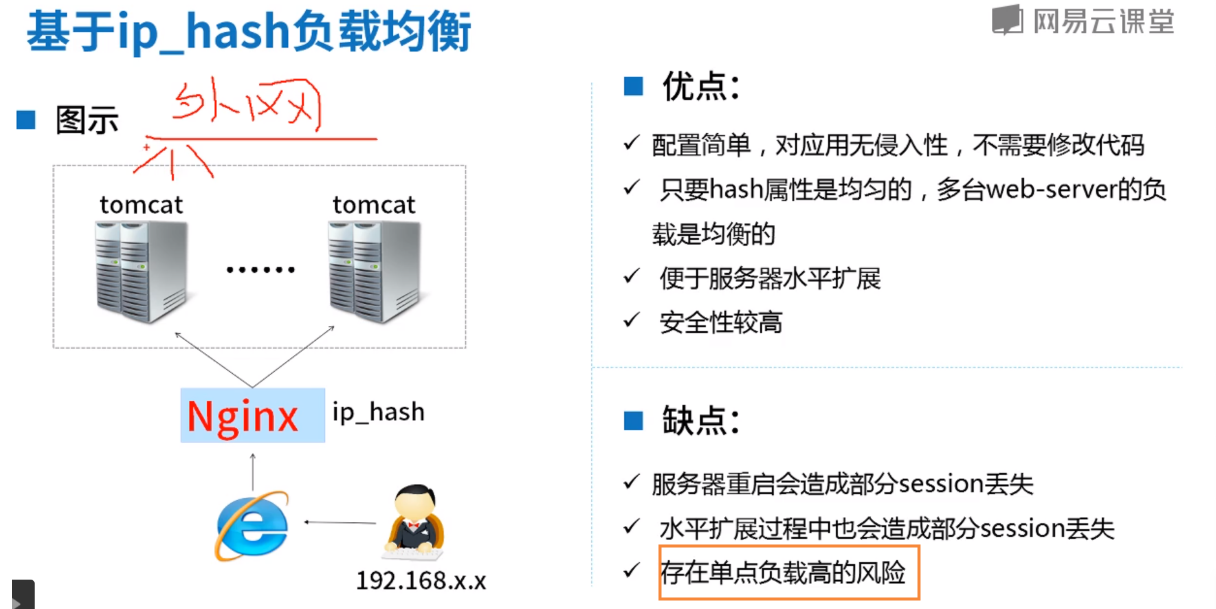 基于ip_hash负载均衡
网易云课堂
图示
外网
tomcat
tomcat
......
Nginx
ip_hash
192.168.x.x
优点：
配置简单，对应用无侵入性，不需要修改代码
只要hash属性是均匀的，多台web-server的负
载是均衡的
便于服务器水平扩展
安全性较高
缺点：
服务器重启会造成部分session丢失
水平扩展过程中也会造成部分session丢失
存在单点负载高的风险